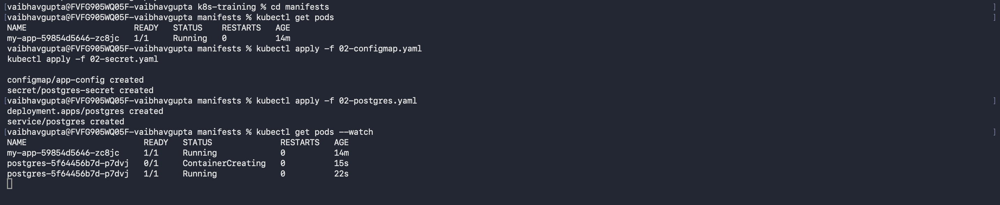 [vaibhavgupta@FVFG905WQ05F-vaibhavgupta k8s-training % cd manifests ]
[vaibhavgupta@FVFG905WQ05F-vaibhavgupta manifests % kubectl get pods ]
NAME READY STATUS RESTARTS AGE
my-app-59854d5646-zc8jc 1/1 Running 0 14m
vaibhavgupta@FVFG905WQ05F-vaibhavgupta manifests % kubectl apply -f 02-configmap.yaml
kubectl apply -f 02-secret.yaml
configmap/app-config created
secret/postgres-secret created
[vaibhavgupta@FVFG905WQ05F-vaibhavgupta manifests % kubectl apply -f 02-postgres.yaml ]
deployment.apps/postgres created
service/postgres created
[vaibhavgupta@FVFG905WQ05F-vaibhavgupta manifests % kubectl get pods --watch ]
NAME READY STATUS RESTARTS AGE
my-app-59854d5646-zc8jc 1/1 Running 0 14m
postgres-5f64456b7d-p7dvj 0/1 ContainerCreating 0 15s
postgres-5f64456b7d-p7dvj 1/1 Running 0 22s